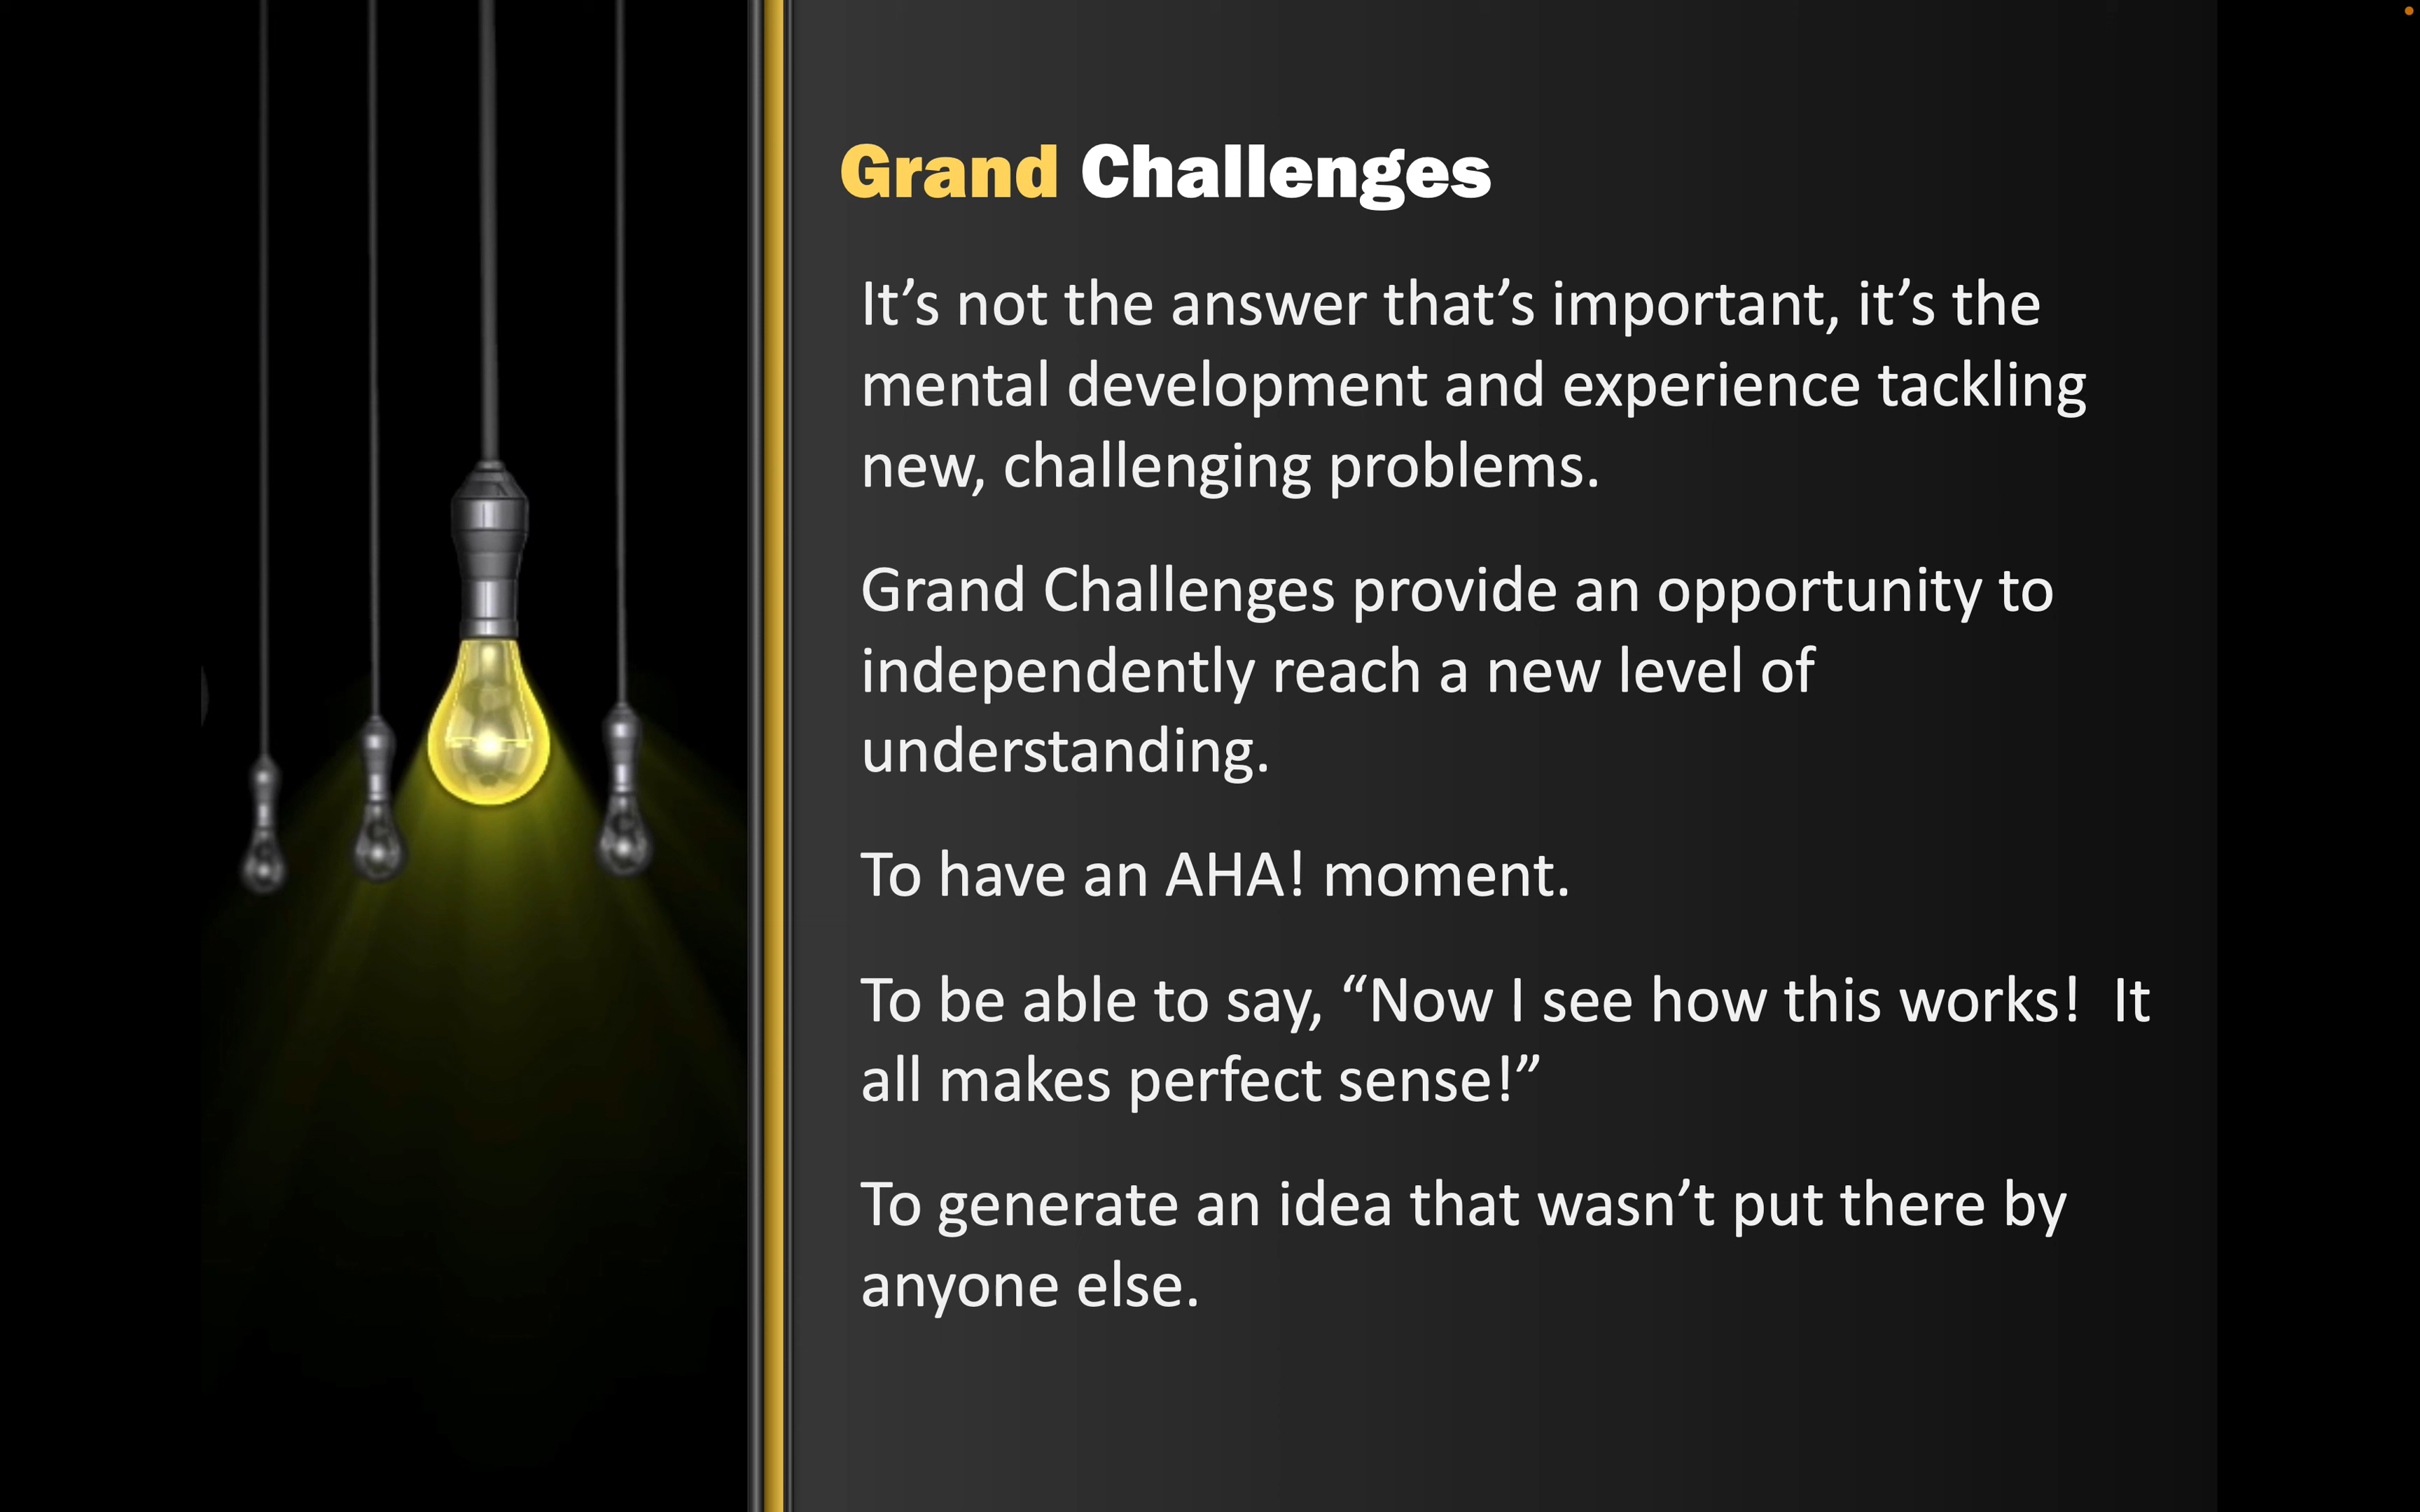 Grand Challenges
It’s not the answer that’s important, it’s the
mental development and experience tackling
new, challenging problems.
Grand Challenges provide an opportunity to
independently reach a new level of
understanding.
To have an AHA! moment.
To be able to say, “Now I see how this works!  It
all makes perfect sense!”
To generate an idea that wasn’t put there by
anyone else.